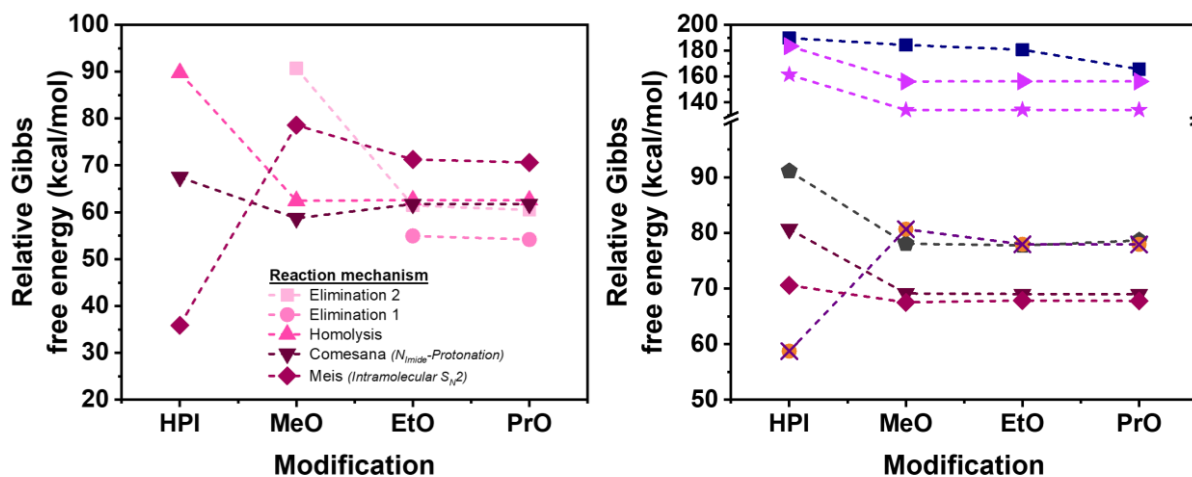 100
90
80
70
60
50
40
30
20
Relative Gibbs
free energy (kcal/mol)
Reaction mechanism
Elimination 2
Elimination 1
Homolysis
Comesana (N_Imide-Protonation)
Meis (Intramolecular S_N2)
HPI MeO EtO PrO
Modification
200
180
160
140
90
80
70
60
50
Relative Gibbs
free energy (kcal/mol)
HPI MeO EtO PrO
Modification